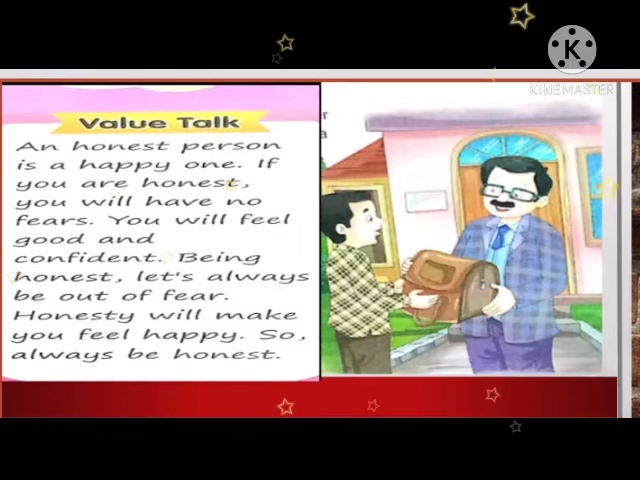 K
KINEMASTER
Value Talk
An honest person
is a happy one. If
you are honest,
you will have no
fears. You will feel
good and
confident. Being
honest, let's always
be out of fear.
Honesty will make
you feel happy. So,
always be honest.